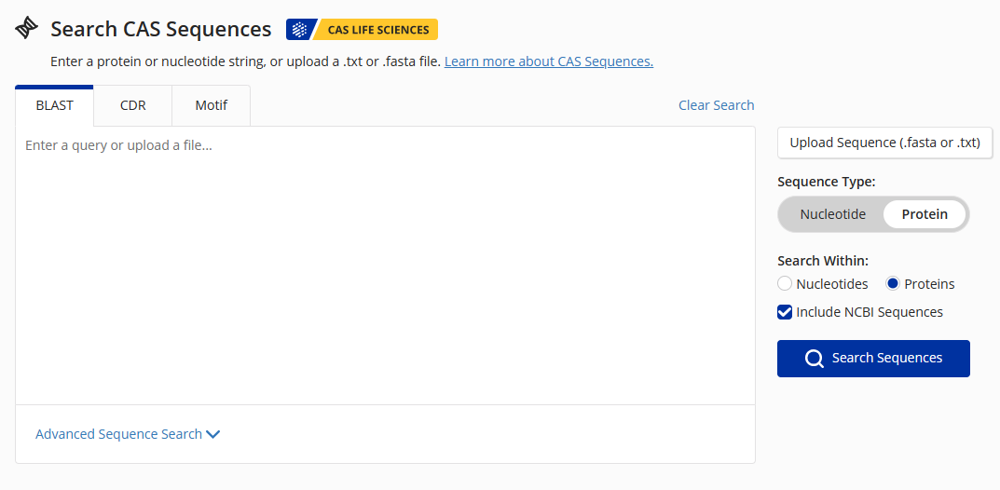 Search CAS Sequences CAS LIFE SCIENCES
Enter a protein or nucleotide string, or upload a .txt or .fasta file. Learn more about CAS Sequences.
BLAST CDR Motif Clear Search
Enter a query or upload a file...
Upload Sequence (.fasta or .txt)
Sequence Type:
Nucleotide Protein
Search Within:
Nucleotides Proteins
Include NCBI Sequences
Search Sequences
Advanced Sequence Search